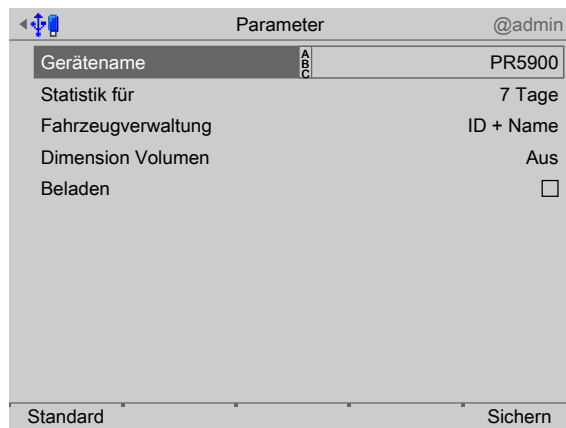 Parameter @admin
Gerätename ABC PR5900
Statistik für 7 Tage
Fahrzeugverwaltung ID + Name
Dimension Volumen Aus
Beladen
Standard Sichern